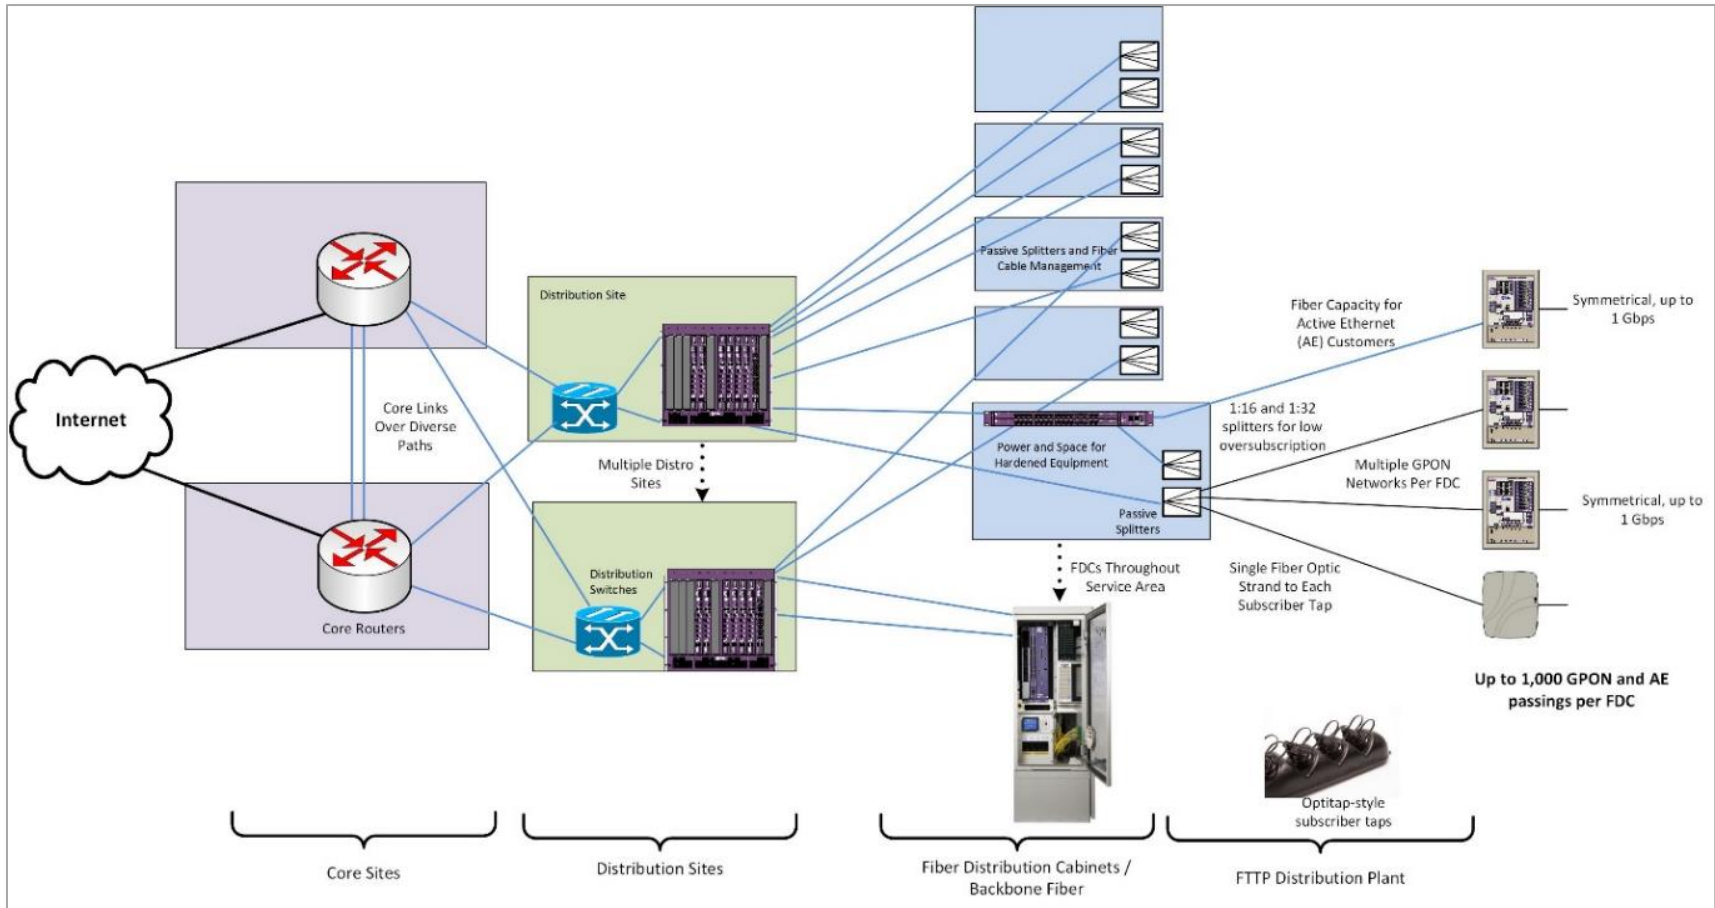 Internet
Core Links
Over Diverse
Paths
Core Routers
Distribution Site
Multiple Distro
Sites
Distribution
Switches
Passive Splitters and Fiber
Cable Management
Power and Space for
Hardened Equipment
Passive
Splitters
FDCs Throughout
Service Area
Fiber Capacity for
Active Ethernet
(AE) Customers
1:16 and 1:32
splitters for low
oversubscription
Multiple GPON
Networks Per FDC
Single Fiber Optic
Strand to Each
Subscriber Tap
Symmetrical, up to
1 Gbps
Symmetrical, up to
1 Gbps
Up to 1,000 GPON and AE
passings per FDC
Optitap-style
subscriber taps
Core Sites
Distribution Sites
Fiber Distribution Cabinets /
Backbone Fiber
FTTP Distribution Plant